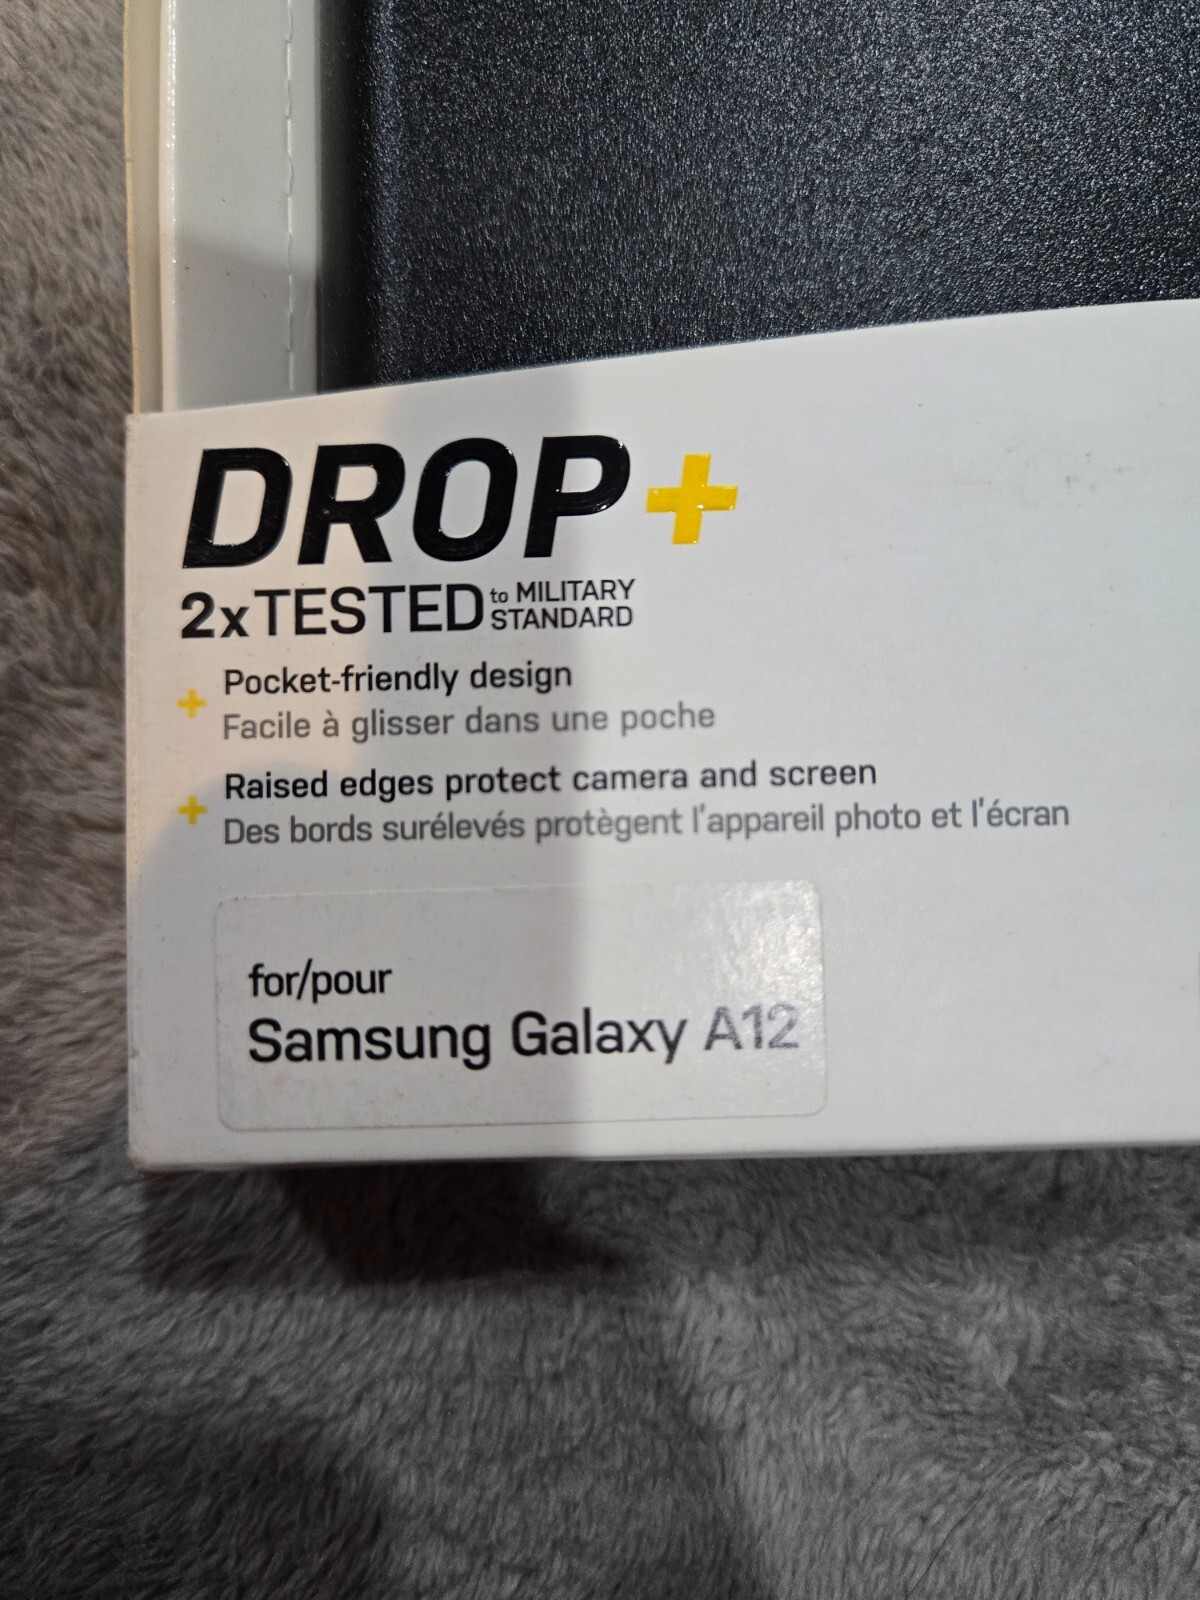 DROP+
2xTESTED to MILITARY STANDARD
+ Pocket-friendly design
Facile à glisser dans une poche
+ Raised edges protect camera and screen
Des bords surélevés protègent l'appareil photo et l'écran
for/pour
Samsung Galaxy A12